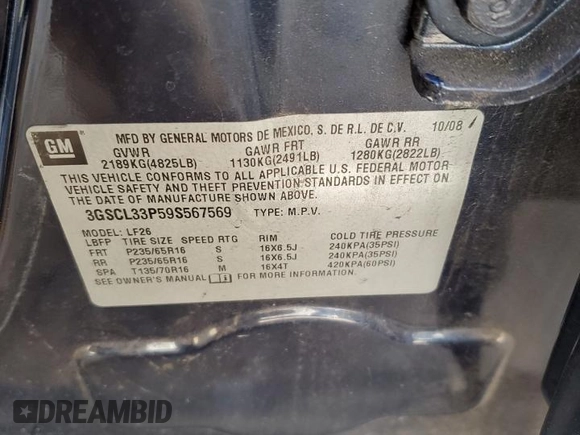 GM
MFD BY GENERAL MOTORS DE MEXICO, S. DE R.L. DE C.V. 10/08
GVWR GAWR FRT GAWR RR
2189KG(4825LB) 1130KG(2491LB) 1280KG(2822LB)
THIS VEHICLE CONFORMS TO ALL APPLICABLE U.S. FEDERAL MOTOR
VEHICLE SAFETY AND THEFT PREVENTION STANDARDS IN EFFECT ON
THE DATE OF MANUFACTURE SHOWN ABOVE.
3GSCL33P59S567569 TYPE: M.P.V.
MODEL: LF26
LBFP TIRE SIZE SPEED RTG RIM COLD TIRE PRESSURE
FRT P235/65R16 S 16X6.5J 240KPA(35PSI)
RR P235/65R16 S 16X6.5J 240KPA(35PSI)
SPA T135/70R16 M 16X4T 420KPA(60PSI)
SEE OWNER'S MANUAL FOR MORE INFORMATION.
DREAMBID